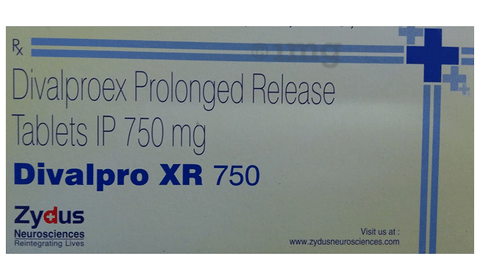 Rx
1mg
Divalproex Prolonged Release
Tablets IP 750 mg
Divalpro XR 750
Zydus
Neurosciences
Reintegrating Lives
Visit us at :
www.zydusneurosciences.com